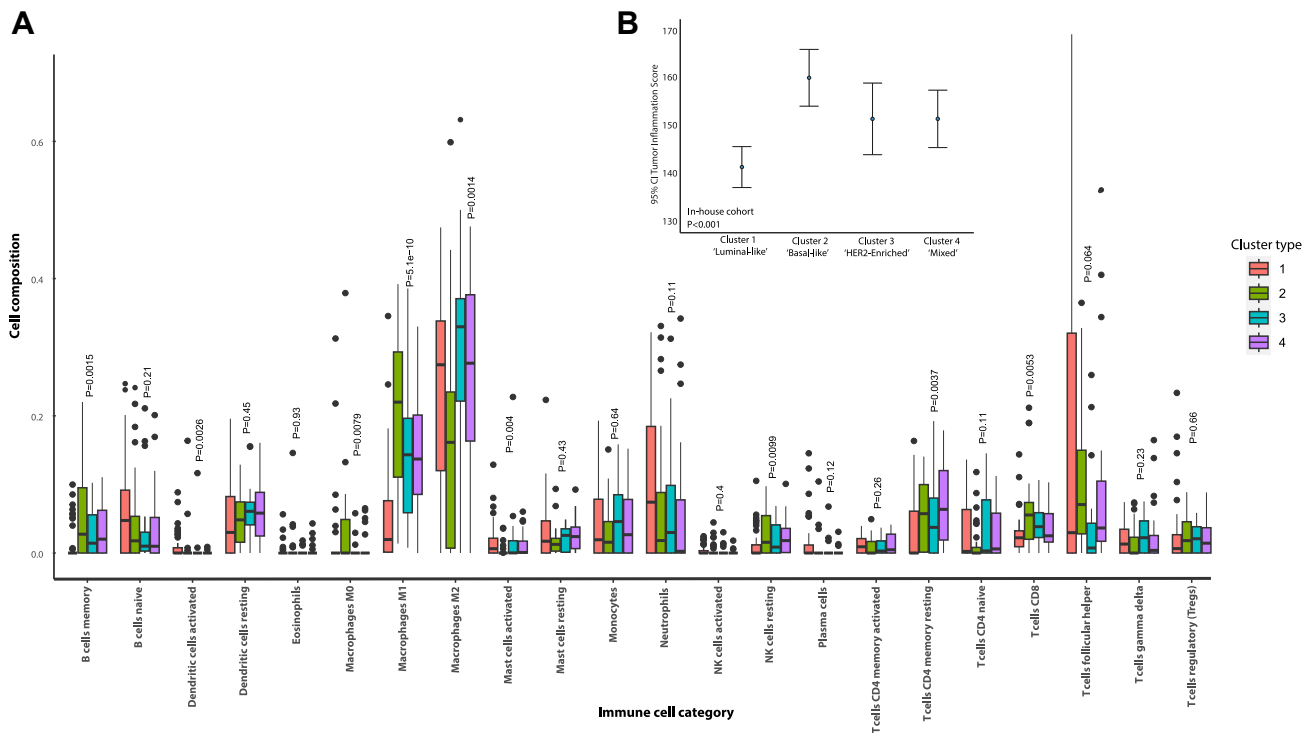 A
B
Cell composition
0.6
0.4
0.2
0.0
P=0.0015
P=0.21
P=0.0026
P=0.45
P=0.93
P=0.0079
P=5.1e−10
P=0.0014
P=0.004
P=0.43
P=0.64
P=0.11
P=0.4
P=0.0099
P=0.12
P=0.26
P=0.0037
P=0.11
P=0.0053
P=0.064
P=0.23
P=0.66
B cells memory
B cells naive
Dendritic cells activated
Dendritic cells resting
Eosinophils
Macrophages M0
Macrophages M1
Macrophages M2
Mast cells activated
Mast cells resting
Monocytes
Neutrophils
NK cells activated
NK cells resting
Plasma cells
T cells CD4 memory activated
T cells CD4 memory resting
T cells CD4 naive
T cells CD8
T cells follicular helper
T cells gamma delta
T cells regulatory (Tregs)
Immune cell category
95% CI Tumor Inflammation Score
170
160
150
140
130
In-house cohort
P<0.001
Cluster 1 Cluster 2 Cluster 3 Cluster 4
'Luminal-like' 'Basal-like' 'HER2-Enriched' 'Mixed'
Cluster type
1
2
3
4